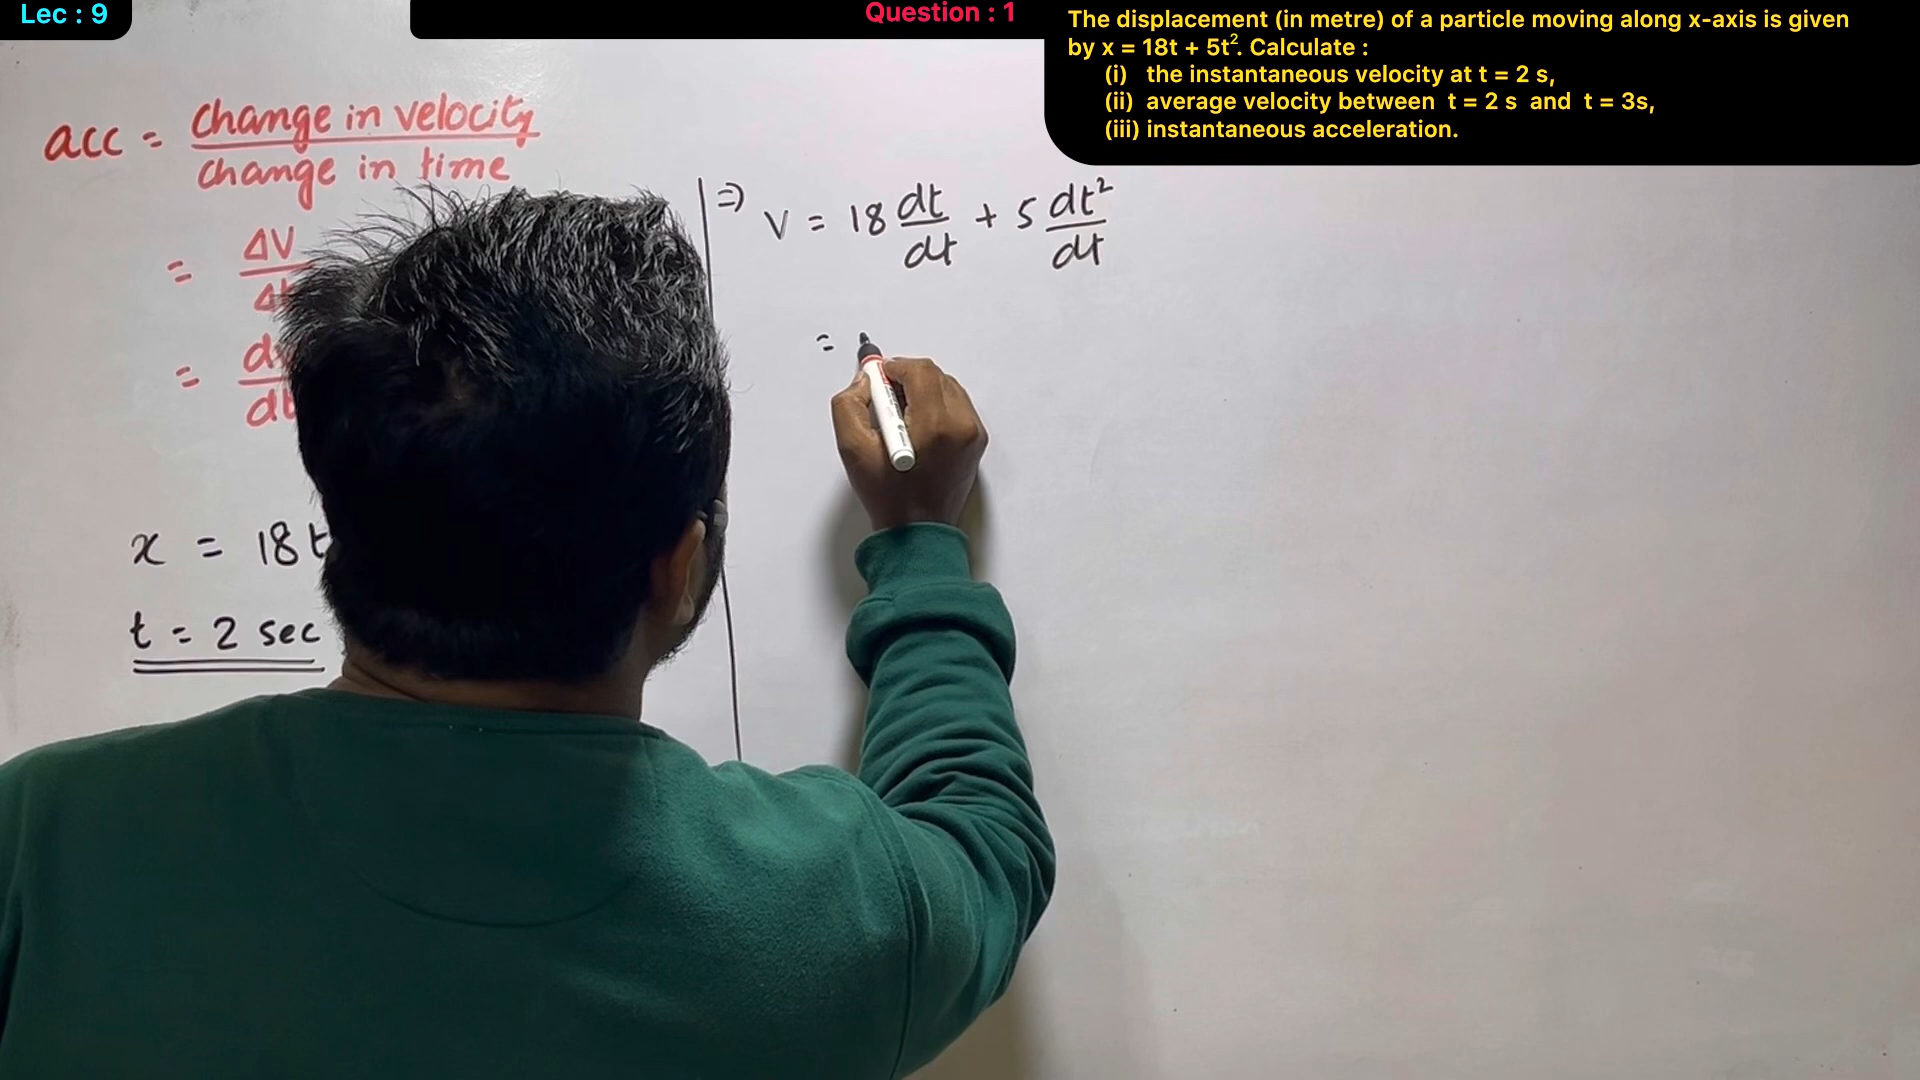 Lec : 9
Question : 1
The displacement (in metre) of a particle moving along x-axis is given
by x = 18t + 5t². Calculate :
(i) the instantaneous velocity at t = 2 s,
(ii) average velocity between t = 2 s and t = 3s,
(iii) instantaneous acceleration.
acc = change in velocity
change in time
= ΔV
=
x = 18t
t = 2 sec
⇒ V = 18 dt/dt + 5 dt²/dt
=